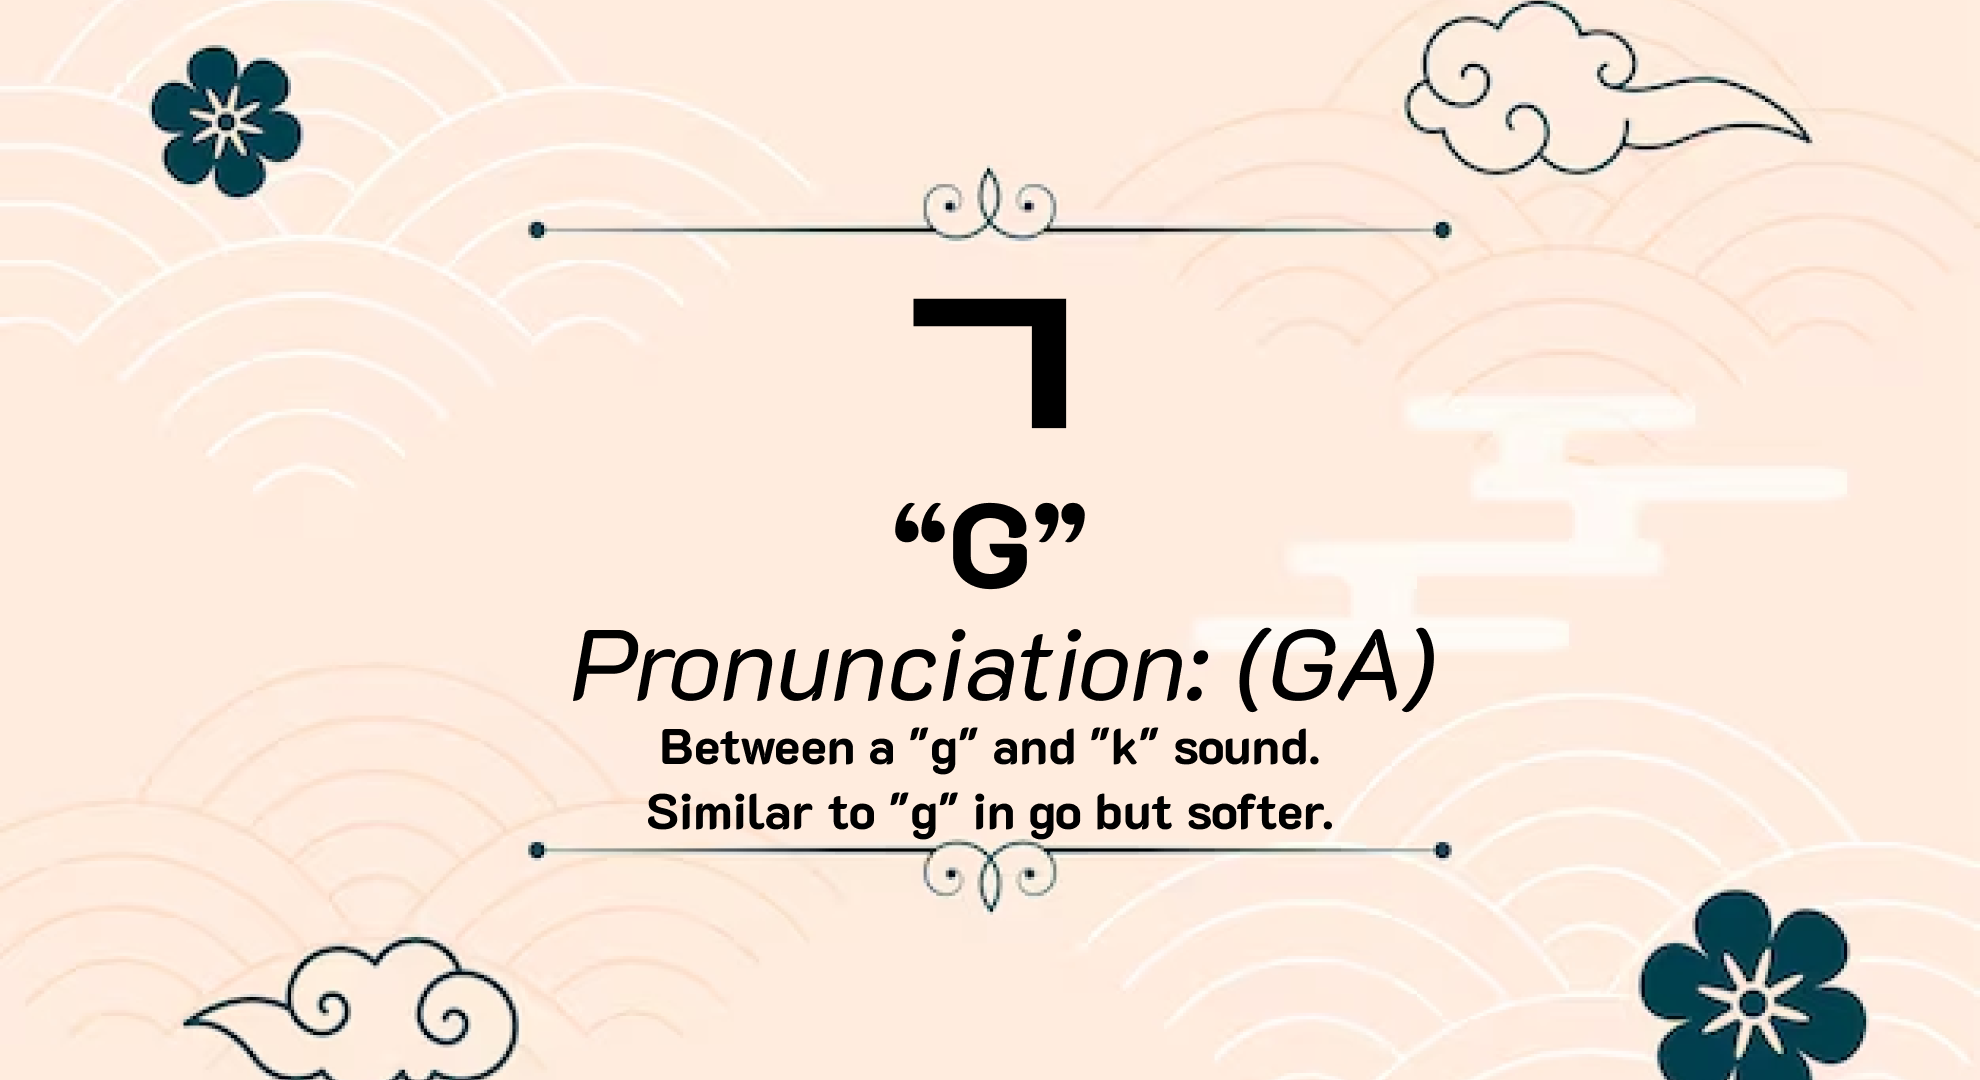 ㄱ
“G”
Pronunciation: (GA)
Between a "g" and "k" sound.
Similar to "g" in go but softer.